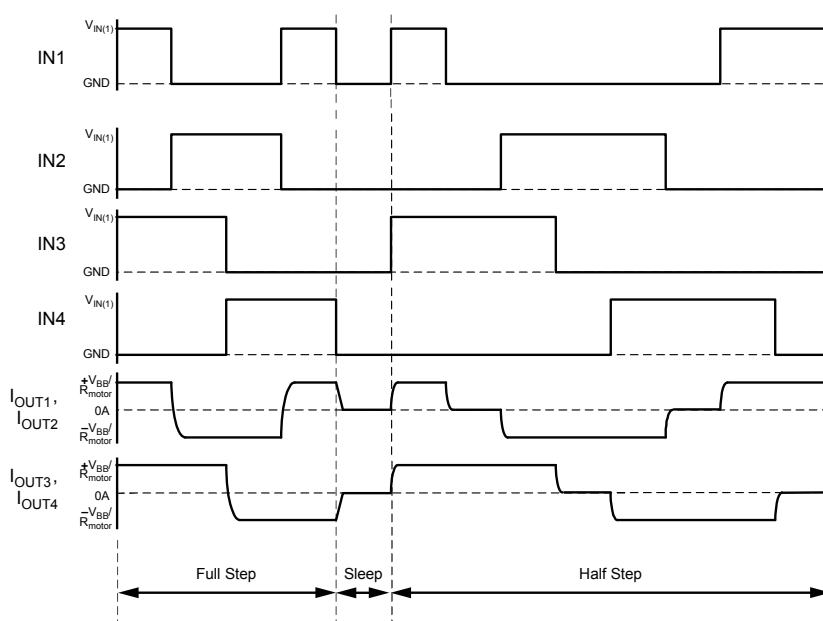 V_IN(1)
IN1
GND
V_IN(1)
IN2
GND
V_IN(1)
IN3
GND
V_IN(1)
IN4
GND
+V_BB/
R_motor
I_OUT1,
I_OUT2
0A
−V_BB/
R_motor
+V_BB/
R_motor
I_OUT3,
I_OUT4
0A
−V_BB/
R_motor
Full Step Sleep Half Step